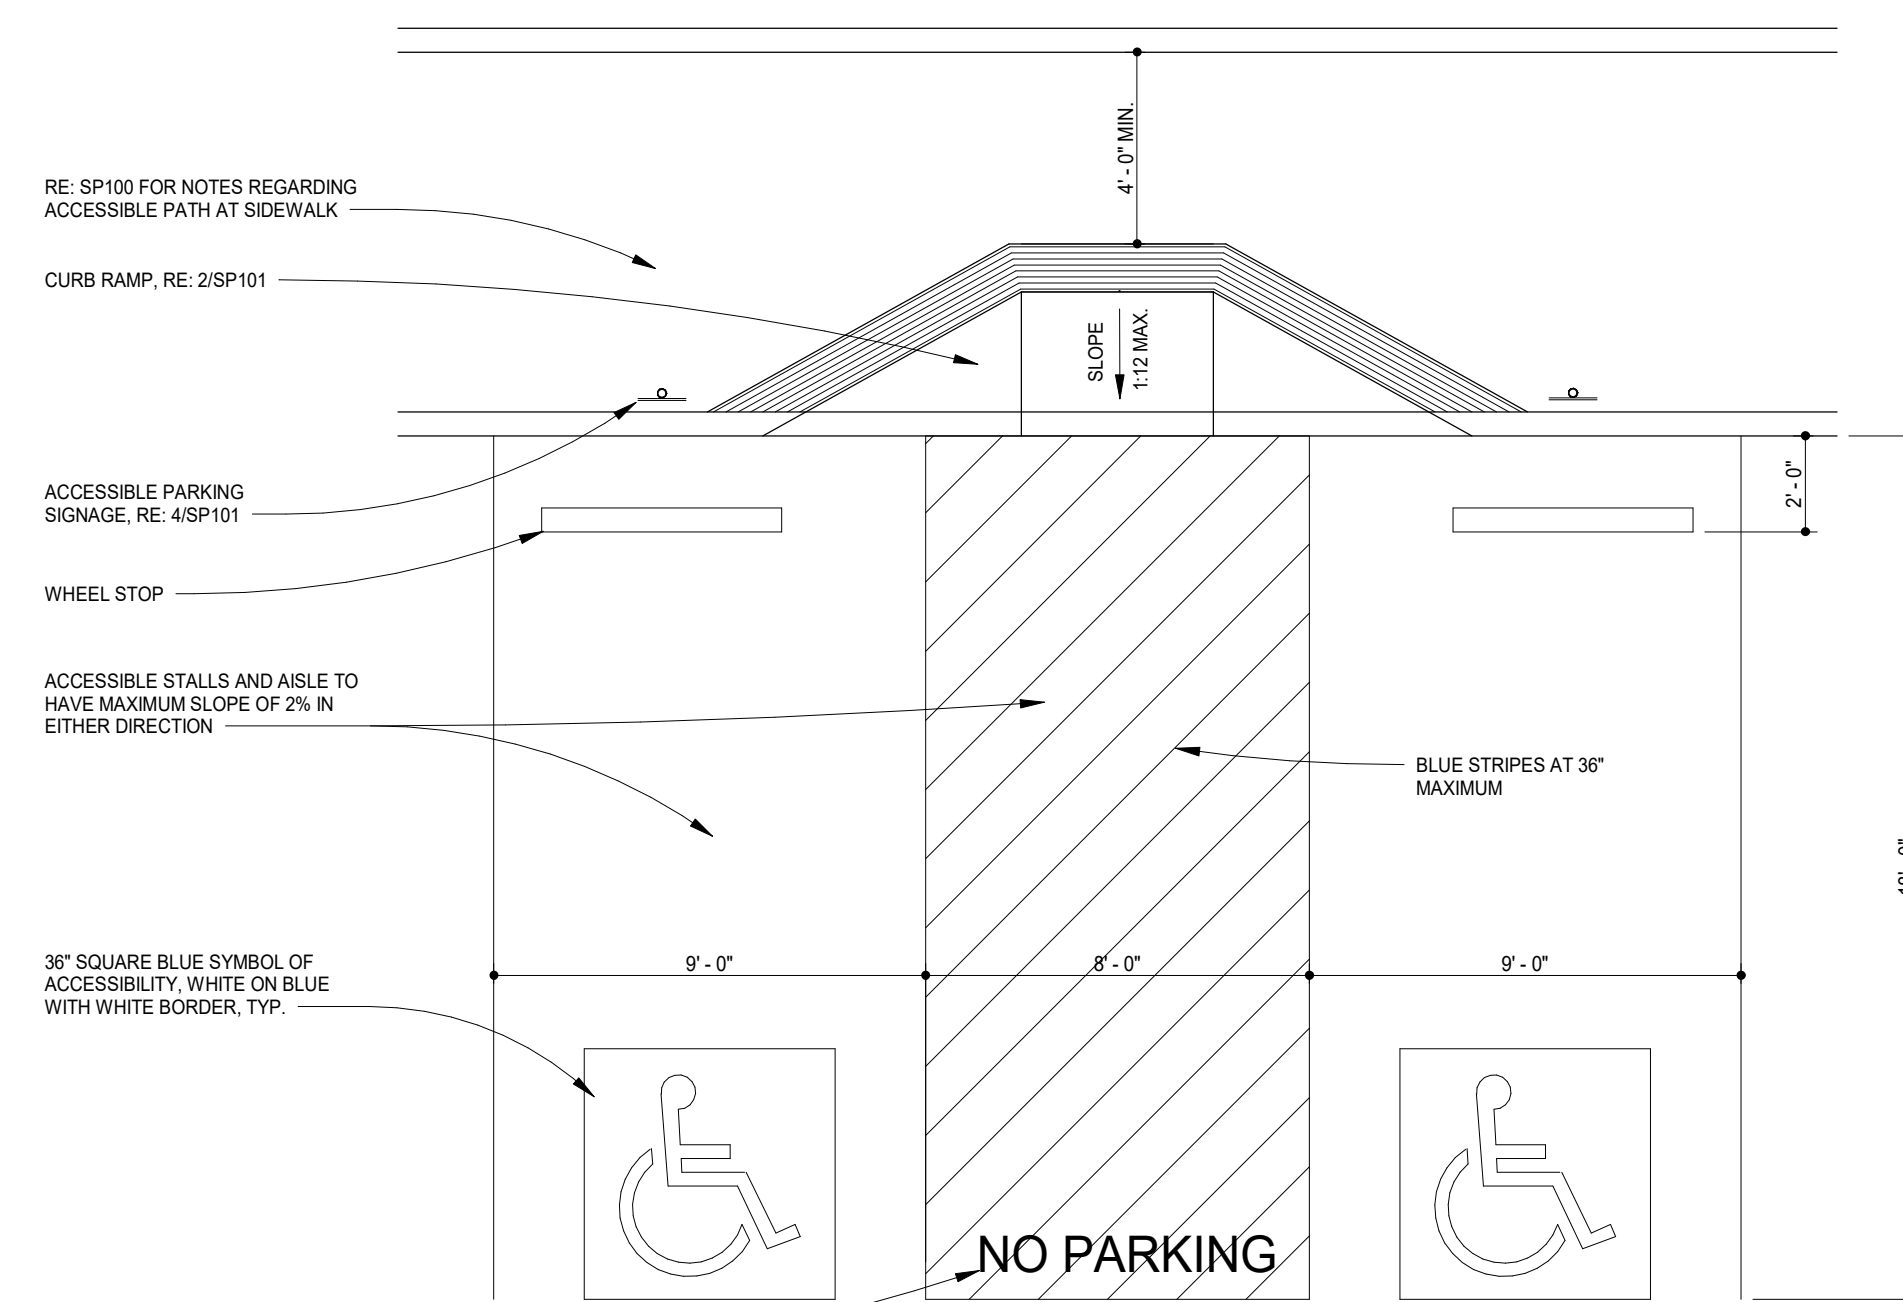 4' - 0" MIN.
RE: SP100 FOR NOTES REGARDING
ACCESSIBLE PATH AT SIDEWALK
CURB RAMP, RE: 2/SP101
SLOPE
1:12 MAX.
ACCESSIBLE PARKING
SIGNAGE, RE: 4/SP101
2' - 0"
WHEEL STOP
ACCESSIBLE STALLS AND AISLE TO
HAVE MAXIMUM SLOPE OF 2% IN
EITHER DIRECTION
BLUE STRIPES AT 36"
MAXIMUM
36" SQUARE BLUE SYMBOL OF
ACCESSIBILITY, WHITE ON BLUE
WITH WHITE BORDER, TYP.
9' - 0"
8' - 0"
9' - 0"
NO PARKING